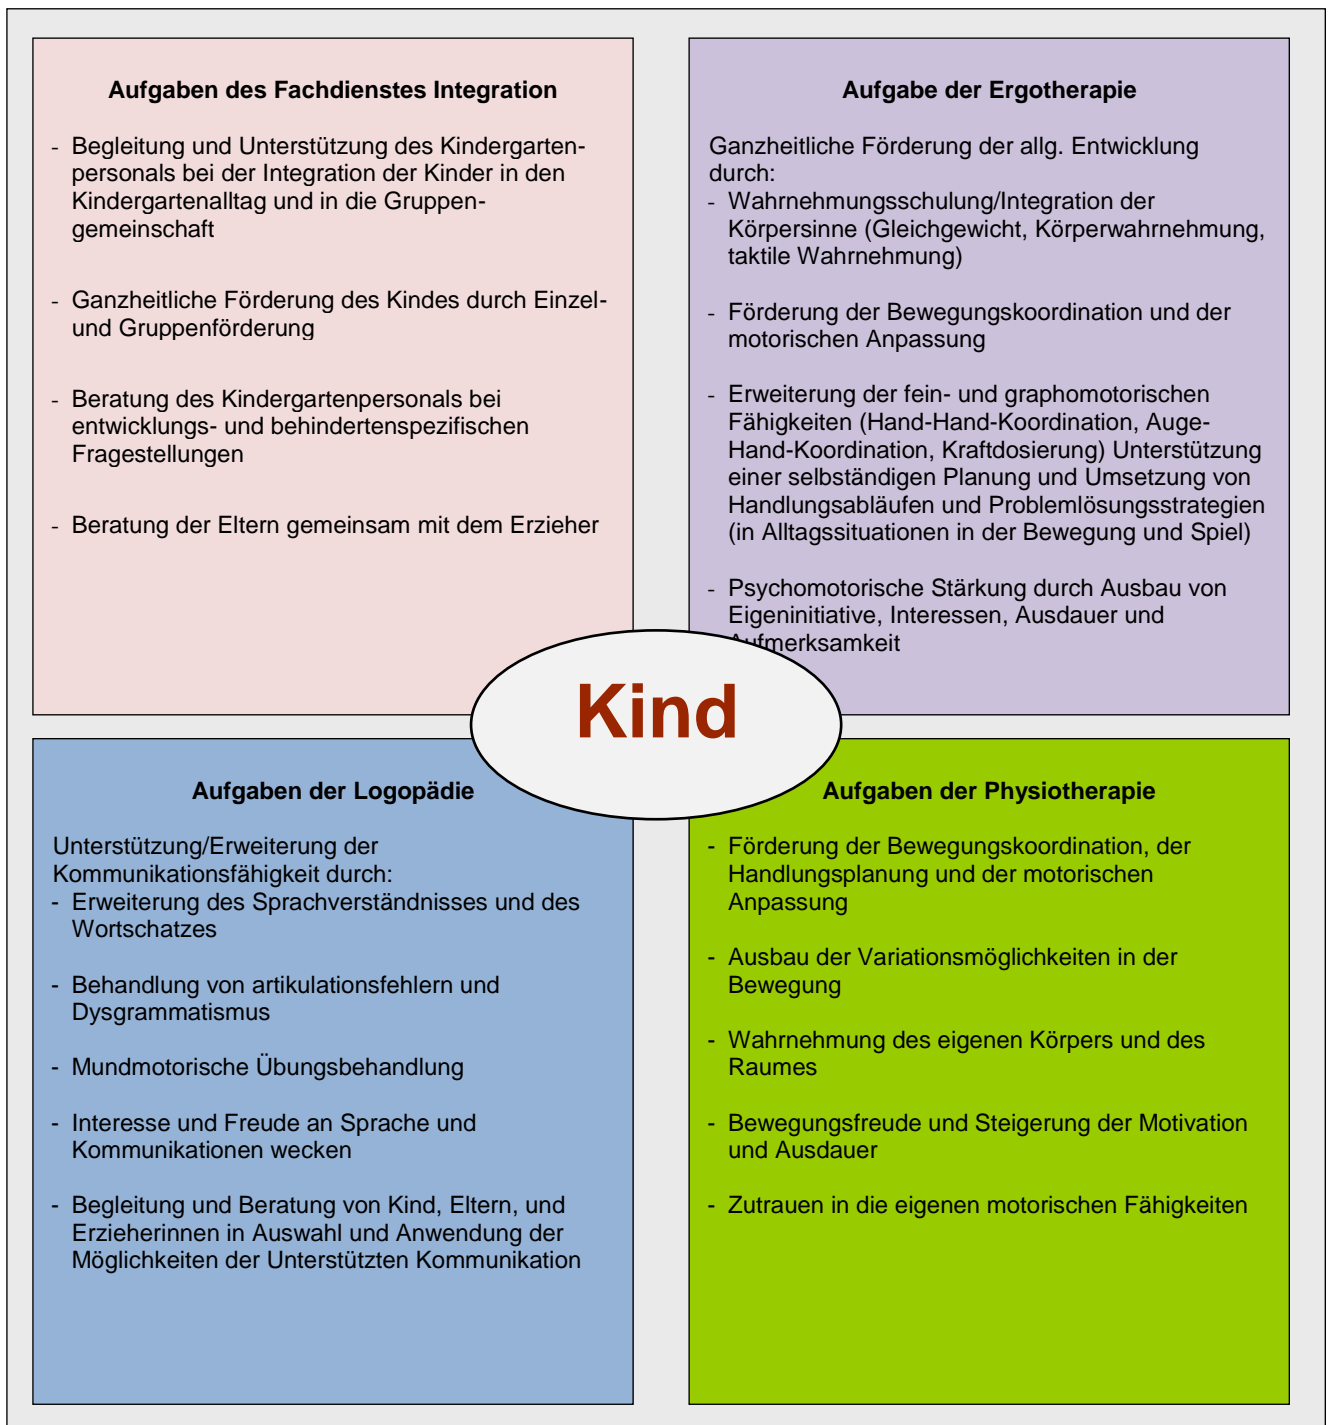 Aufgaben des Fachdienstes Integration
- Begleitung und Unterstützung des Kindergarten-
personals bei der Integration der Kinder in den
Kindergartenalltag und in die Gruppen-
gemeinschaft
- Ganzheitliche Förderung des Kindes durch Einzel-
und Gruppenförderung
- Beratung des Kindergartenpersonals bei
entwicklungs- und behindertenspezifischen
Fragestellungen
- Beratung der Eltern gemeinsam mit dem Erzieher
Aufgabe der Ergotherapie
Ganzheitliche Förderung der allg. Entwicklung
durch:
- Wahrnehmungsschulung/Integration der
Körpersinne (Gleichgewicht, Körperwahrnehmung,
taktile Wahrnehmung)
- Förderung der Bewegungskoordination und der
motorischen Anpassung
- Erweiterung der fein- und graphomotorischen
Fähigkeiten (Hand-Hand-Koordination, Auge-
Hand-Koordination, Kraftdosierung) Unterstützung
einer selbständigen Planung und Umsetzung von
Handlungsabläufen und Problemlösungsstrategien
(in Alltagssituationen in der Bewegung und Spiel)
- Psychomotorische Stärkung durch Ausbau von
Eigeninitiative, Interessen, Ausdauer und
Aufmerksamkeit
Kind
Aufgaben der Logopädie
Unterstützung/Erweiterung der
Kommunikationsfähigkeit durch:
- Erweiterung des Sprachverständnisses und des
Wortschatzes
- Behandlung von artikulationsfehlern und
Dysgrammatismus
- Mundmotorische Übungsbehandlung
- Interesse und Freude an Sprache und
Kommunikationen wecken
- Begleitung und Beratung von Kind, Eltern, und
Erzieherinnen in Auswahl und Anwendung der
Möglichkeiten der Unterstützten Kommunikation
Aufgaben der Physiotherapie
- Förderung der Bewegungskoordination, der
Handlungsplanung und der motorischen
Anpassung
- Ausbau der Variationsmöglichkeiten in der
Bewegung
- Wahrnehmung des eigenen Körpers und des
Raumes
- Bewegungsfreude und Steigerung der Motivation
und Ausdauer
- Zutrauen in die eigenen motorischen Fähigkeiten